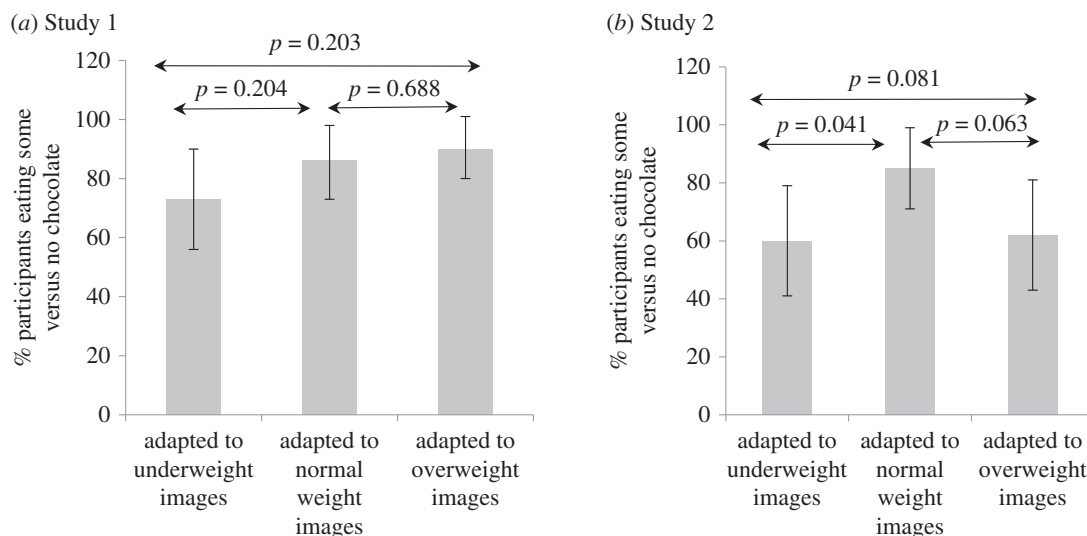 (a) Study 1
p = 0.203
p = 0.204
p = 0.688
% participants eating some
versus no chocolate
120
100
80
60
40
20
0
adapted to
underweight
images
adapted to
normal
weight
images
adapted to
overweight
images
(b) Study 2
p = 0.081
p = 0.041
p = 0.063
% participants eating some
versus no chocolate
120
100
80
60
40
20
0
adapted to
underweight
images
adapted to
normal
weight
images
adapted to
overweight
images